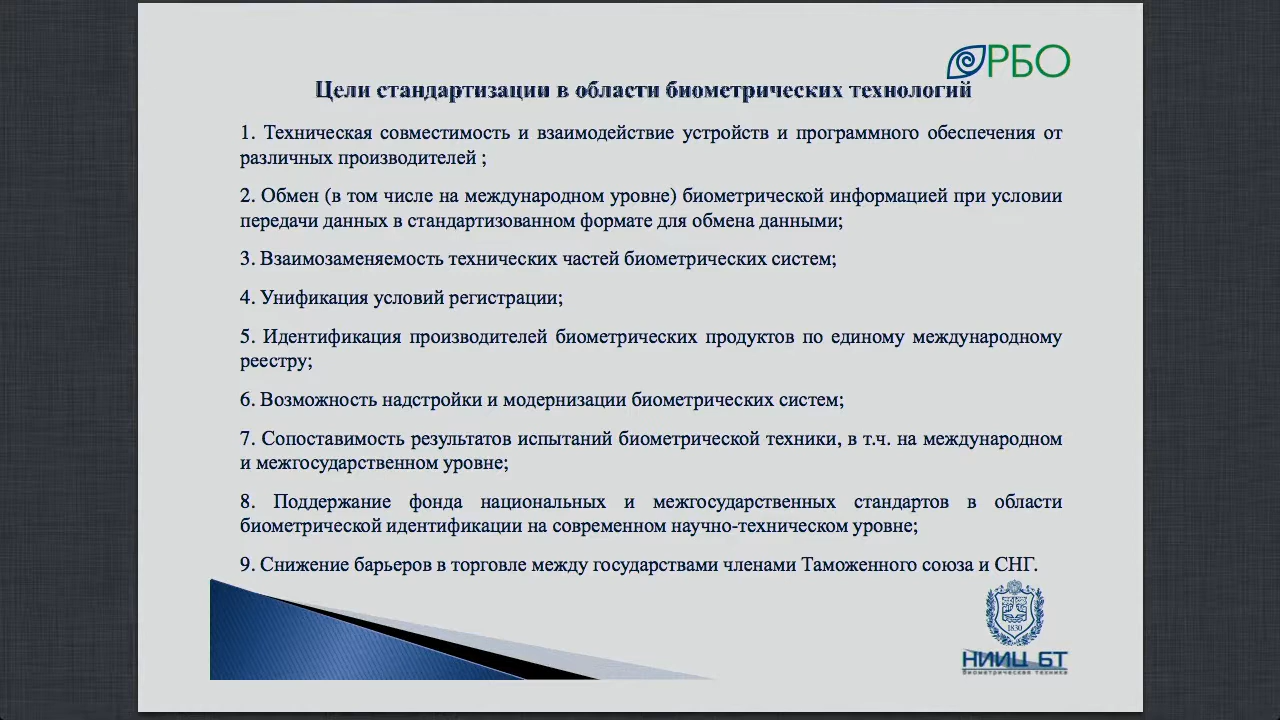 РБО
Цели стандартизации в области биометрических технологий
1. Техническая совместимость и взаимодействие устройств и программного обеспечения от
различных производителей ;
2. Обмен (в том числе на международном уровне) биометрической информацией при условии
передачи данных в стандартизованном формате для обмена данными;
3. Взаимозаменяемость технических частей биометрических систем;
4. Унификация условий регистрации;
5. Идентификация производителей биометрических продуктов по единому международному
реестру;
6. Возможность надстройки и модернизации биометрических систем;
7. Сопоставимость результатов испытаний биометрической техники, в т.ч. на международном
и межгосударственном уровне;
8. Поддержание фонда национальных и межгосударственных стандартов в области
биометрической идентификации на современном научно-техническом уровне;
9. Снижение барьеров в торговле между государствами членами Таможенного союза и СНГ.
1830
НИИЦ БТ
биометрическая техника